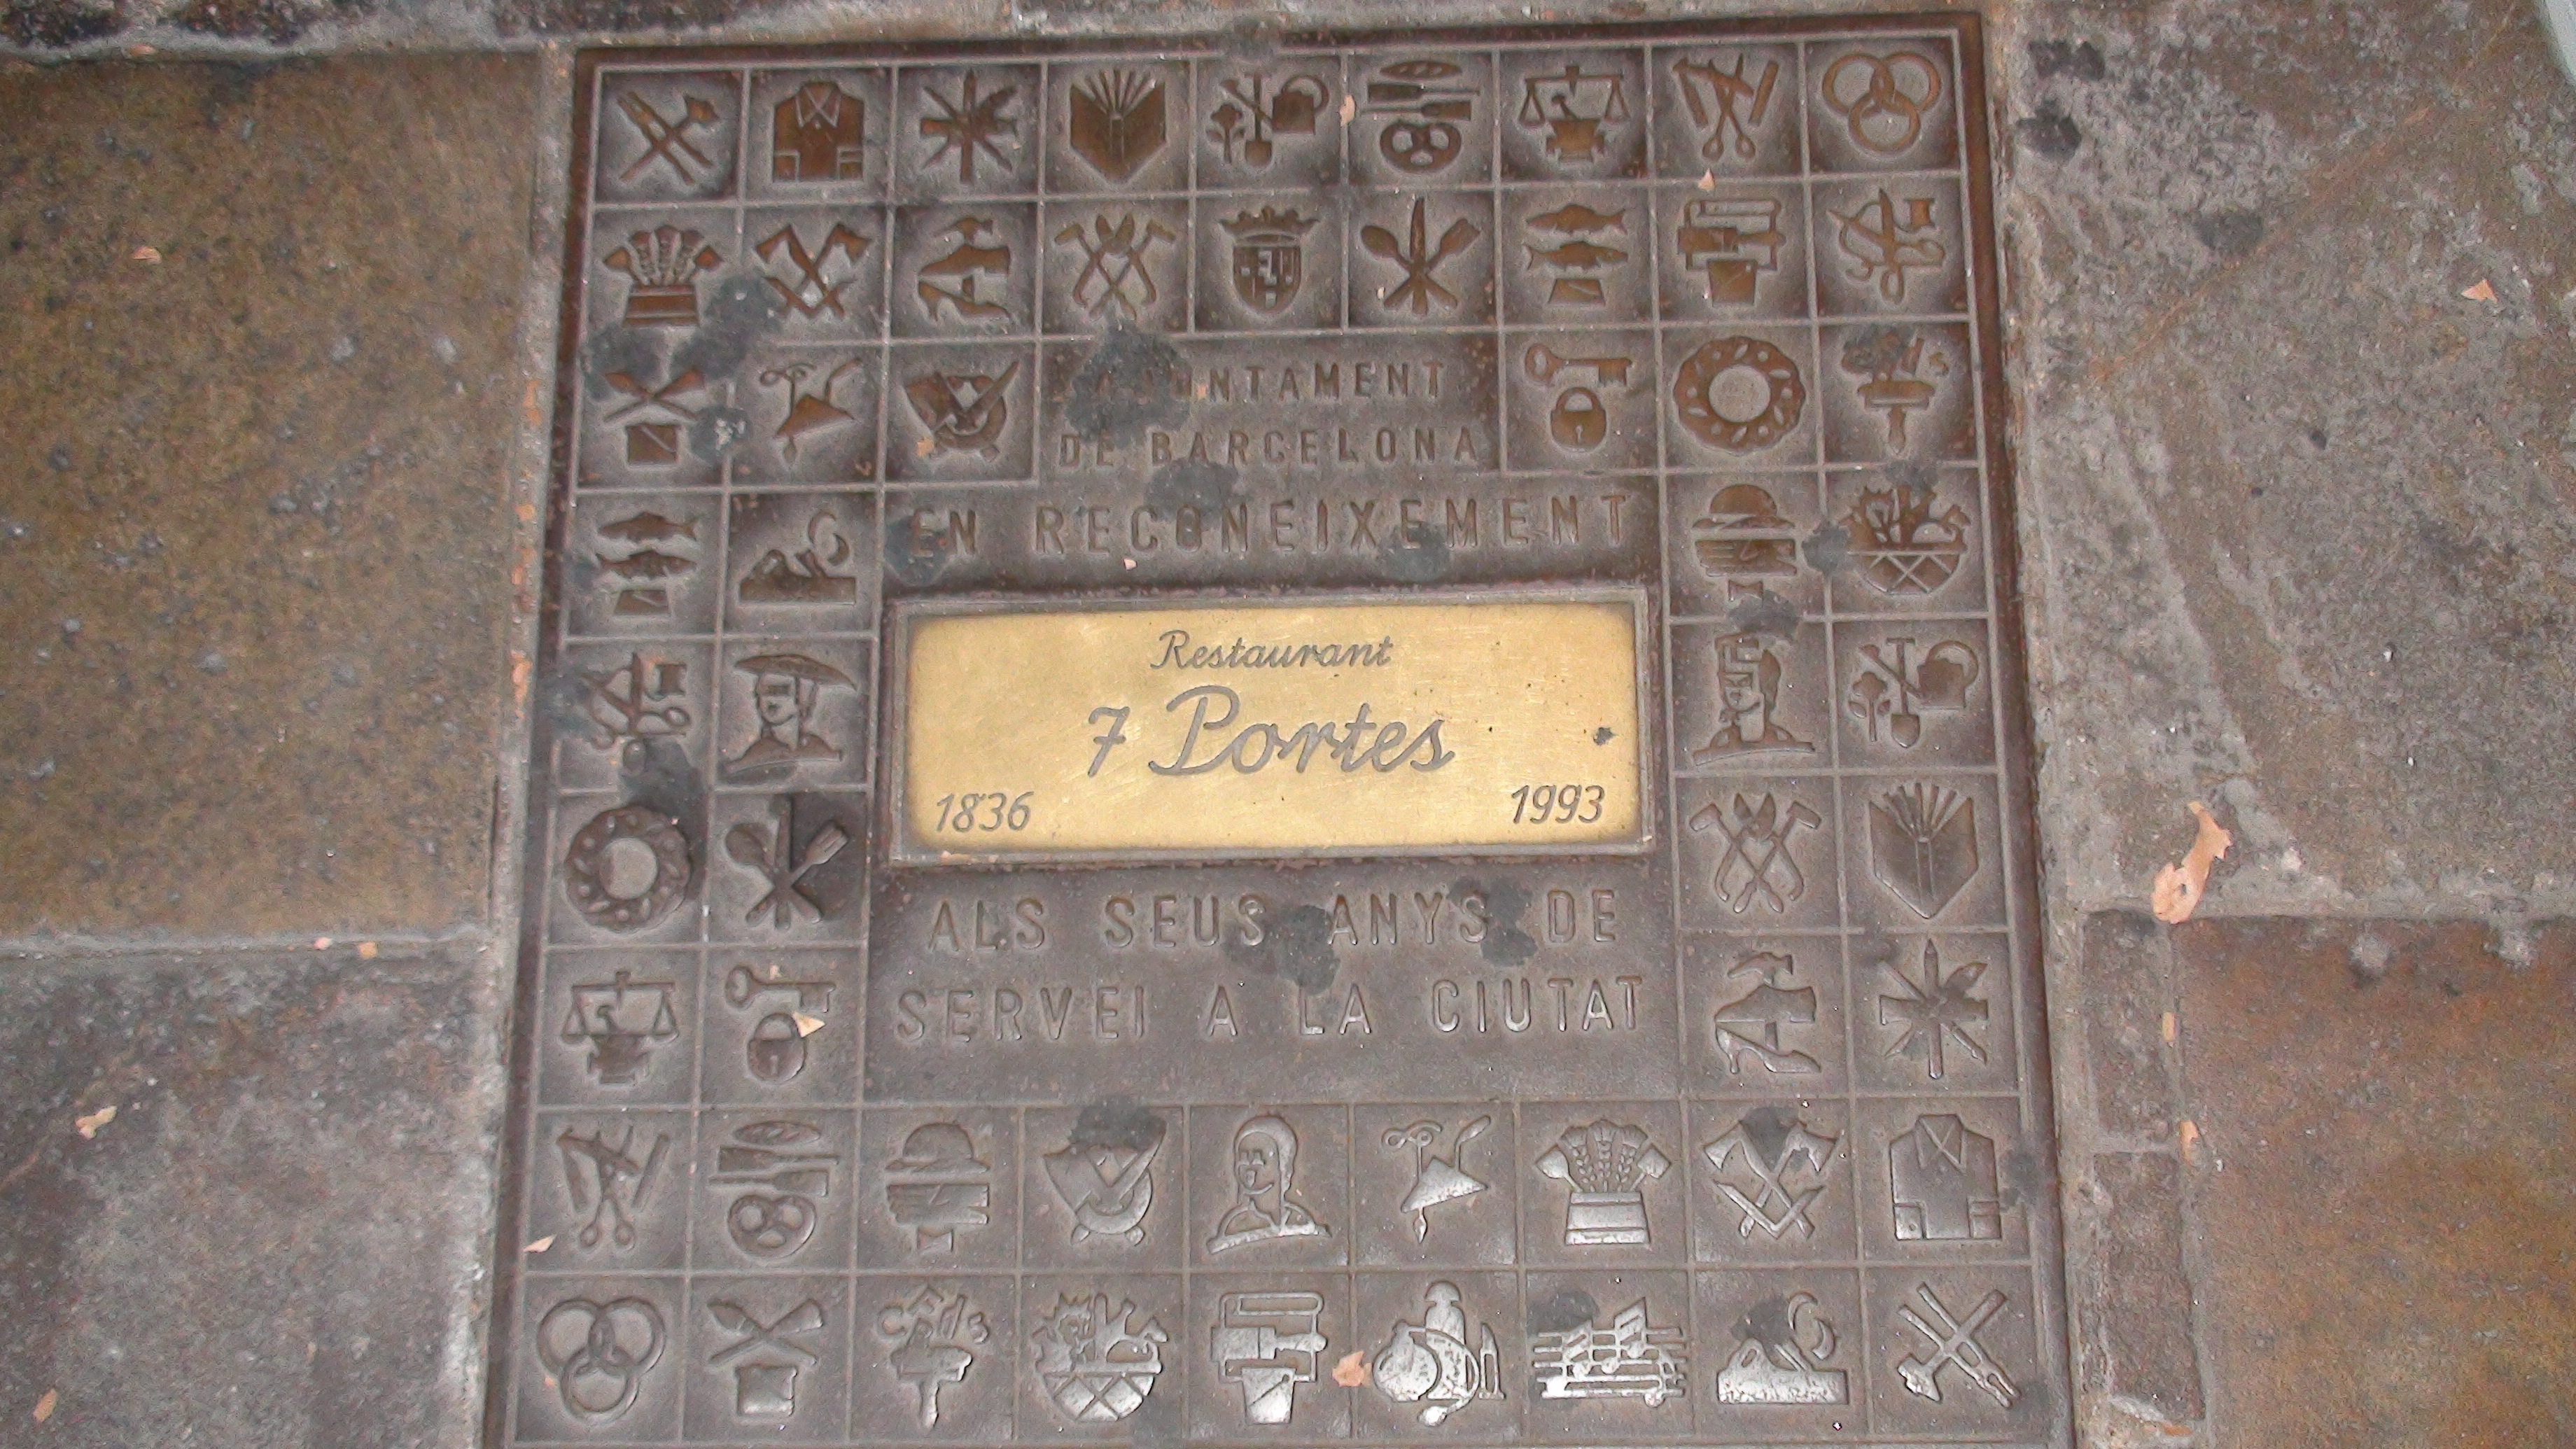 AJUNTAMENT
DE BARCELONA
EN RECONEIXEMENT
Restaurant
7 Portes
1836 1993
ALS SEUS ANYS DE
SERVEI A LA CIUTAT